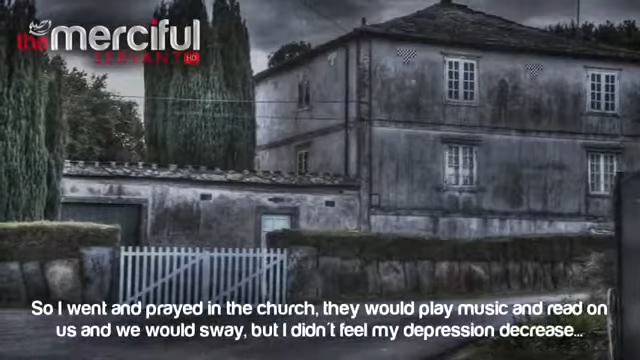 the merciful
SERVANT HD
So I went and prayed in the church, they would play music and read on
us and we would sway, but I didn't feel my depression decrease...